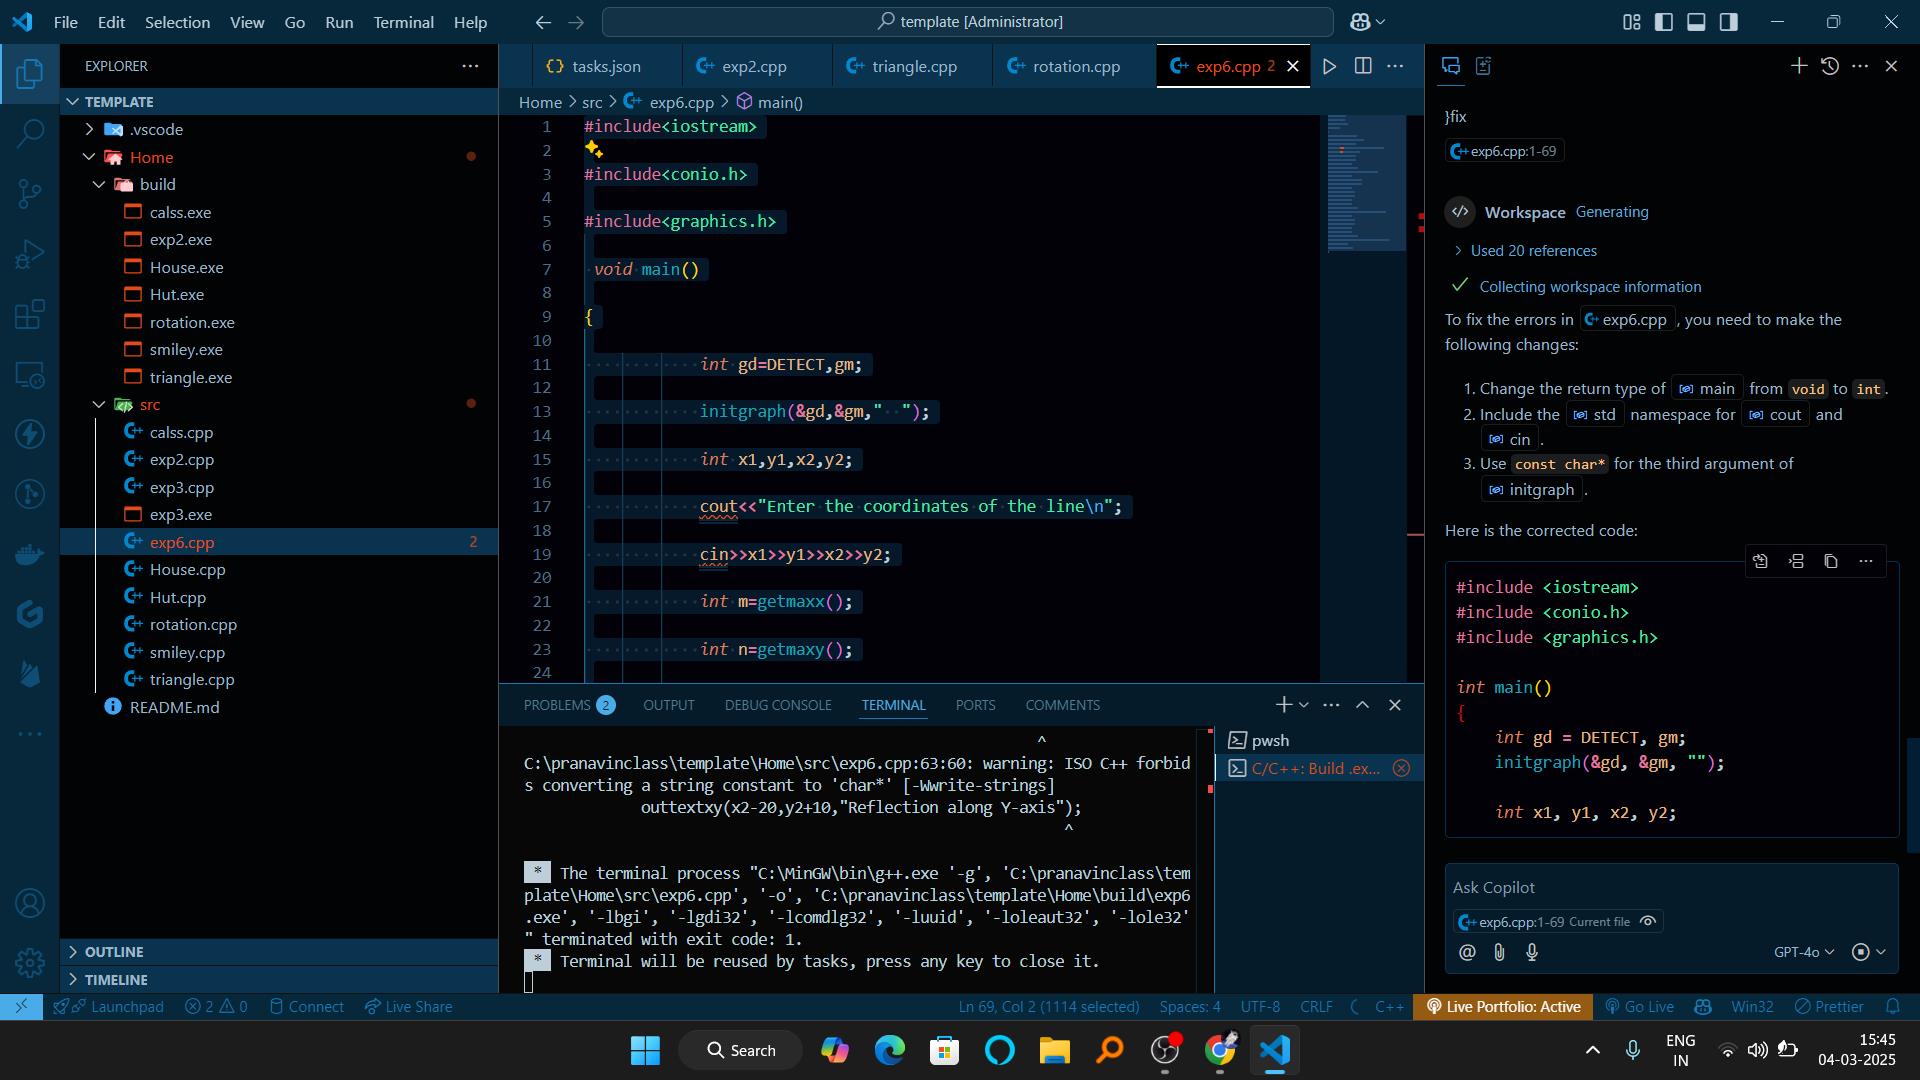 File Edit Selection View Go Run Terminal Help
template [Administrator]
EXPLORER
TEMPLATE
.vscode
Home
build
calss.exe
exp2.exe
House.exe
Hut.exe
rotation.exe
smiley.exe
triangle.exe
src
calss.cpp
exp2.cpp
exp3.cpp
exp3.exe
exp6.cpp 2
House.cpp
Hut.cpp
rotation.cpp
smiley.cpp
triangle.cpp
README.md
OUTLINE
TIMELINE
tasks.json exp2.cpp triangle.cpp rotation.cpp exp6.cpp 2
Home > src > exp6.cpp > main()
1 #include<iostream>
2
3 #include<conio.h>
4
5 #include<graphics.h>
6
7 void main()
8
9 {
10
11 int gd=DETECT,gm;
12
13 initgraph(&gd,&gm,"  ");
14
15 int x1,y1,x2,y2;
16
17 cout<<"Enter the coordinates of the line\n";
18
19 cin>>x1>>y1>>x2>>y2;
20
21 int m=getmaxx();
22
23 int n=getmaxy();
24
PROBLEMS 2 OUTPUT DEBUG CONSOLE TERMINAL PORTS COMMENTS
^
C:\pranavinclass\template\Home\src\exp6.cpp:63:60: warning: ISO C++ forbid
s converting a string constant to 'char*' [-Wwrite-strings]
outtextxy(x2-20,y2+10,"Reflection along Y-axis");
^
* The terminal process "C:\MinGW\bin\g++.exe '-g', 'C:\pranavinclass\tem
plate\Home\src\exp6.cpp', '-o', 'C:\pranavinclass\template\Home\build\exp6
.exe', '-lbgi', '-lgdi32', '-lcomdlg32', '-luuid', '-loleaut32', '-lole32'
" terminated with exit code: 1.
* Terminal will be reused by tasks, press any key to close it.
pwsh
C/C++: Build .ex...
}fix
exp6.cpp:1-69
Workspace Generating
Used 20 references
Collecting workspace information
To fix the errors in exp6.cpp , you need to make the
following changes:
1. Change the return type of main from void to int.
2. Include the std namespace for cout and
cin .
3. Use const char* for the third argument of
initgraph .
Here is the corrected code:
#include <iostream>
#include <conio.h>
#include <graphics.h>
int main()
{
int gd = DETECT, gm;
initgraph(&gd, &gm, "");
int x1, y1, x2, y2;
Ask Copilot
exp6.cpp:1-69 Current file
@ GPT-4o
Launchpad 2 0 Connect Live Share Ln 69, Col 2 (1114 selected) Spaces: 4 UTF-8 CRLF C++ Live Portfolio: Active Go Live Win32 Prettier
Search
ENG
IN
15:45
04-03-2025